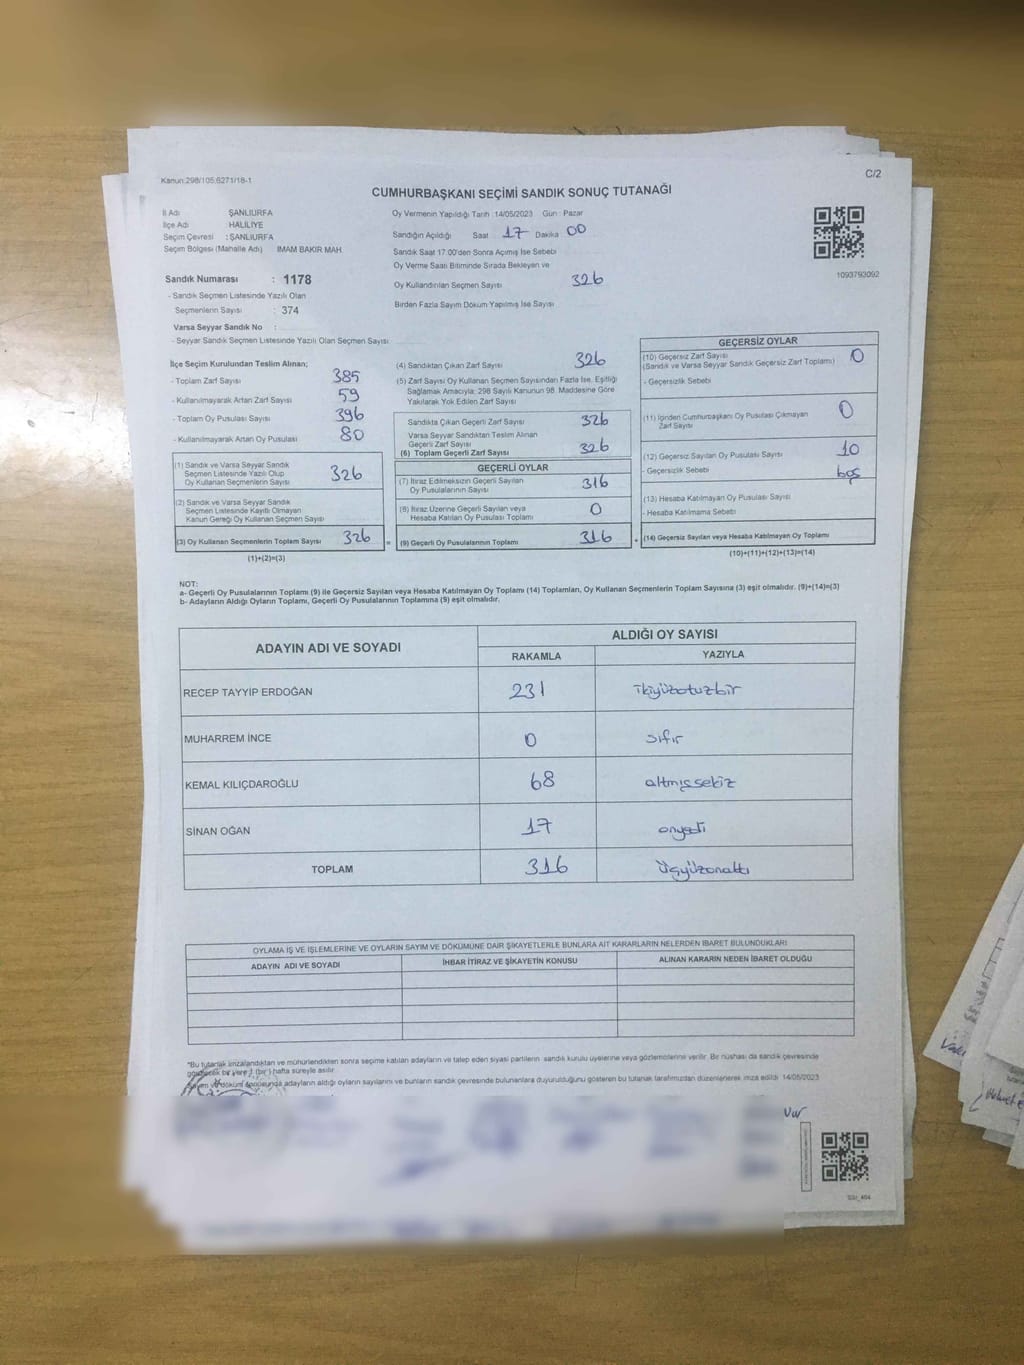 Kanun:298/105,6271/18-1
C/2
CUMHURBAŞKANI SEÇİMİ SANDIK SONUÇ TUTANAĞI
İl Adı ŞANLIURFA
İlçe Adı HALİLİYE
Seçim Çevresi : ŞANLIURFA
Seçim Bölgesi (Mahalle Adı) İMAM BAKIR MAH
Sandık Numarası : 1178
- Sandık Seçmen Listesinde Yazılı Olan
Seçmenlerin Sayısı : 374
Varsa Seyyar Sandık No :
- Seyyar Sandık Seçmen Listesinde Yazılı Olan Seçmen Sayısı
Oy Vermenin Yapıldığı Tarih :14/05/2023 Gün : Pazar
Sandığın Açıldığı Saat 17 Dakika 00
Sandık Saat 17:00'den Sonra Açımış İse Sebebi
Oy Verme Saati Bitiminde Sırada Bekleyen ve
Oy Kullandırılan Seçmen Sayısı 326
Birden Fazla Sayım Döküm Yapılmış İse Sayısı
1093793092
İlçe Seçim Kurulundan Teslim Alınan;
- Toplam Zarf Sayısı 385
- Kullanılmayarak Artan Zarf Sayısı 59
- Toplam Oy Pusulası Sayısı 396
- Kullanılmayarak Artan Oy Pusulası 80
(1) Sandık ve Varsa Seyyar Sandık
Seçmen Listesinde Yazılı Olup
Oy Kullanan Seçmenlerin Sayısı 326
(2) Sandık ve Varsa Seyyar Sandık
Seçmen Listesinde Kayıtlı Olmayan
Kanun Gereği Oy Kullanan Seçmen Sayısı
(3) Oy Kullanan Seçmenlerin Toplam Sayısı 326
(1)+(2)=(3)
(4) Sandıktan Çıkan Zarf Sayısı 326
(5) Zarf Sayısı Oy Kullanan Seçmen Sayısından Fazla İse, Eşitliği
Sağlamak Amacıyla; 298 Sayılı Kanunun 98. Maddesine Göre
Yakılarak Yok Edilen Zarf Sayısı
Sandıkta Çıkan Geçerli Zarf Sayısı 326
Varsa Seyyar Sandıktan Teslim Alınan
Geçerli Zarf Sayısı
(6) Toplam Geçerli Zarf Sayısı 326
GEÇERLİ OYLAR
(7) İtiraz Edilmeksizin Geçerli Sayılan
Oy Pusulalarının Sayısı 316
(8) İtiraz Üzerine Geçerli Sayılan veya
Hesaba Katılan Oy Pusulası Toplamı 0
= (9) Geçerli Oy Pusulalarının Toplamı 316 +
GEÇERSİZ OYLAR
(10) Geçersiz Zarf Sayısı
(Sandık ve Varsa Seyyar Sandık Geçersiz Zarf Toplamı) 0
- Geçersizlik Sebebi
(11) İçinden Cumhurbaşkanı Oy Pusulası Çıkmayan
Zarf Sayısı 0
(12) Geçersiz Sayılan Oy Pusulası Sayısı 10
- Geçersizlik Sebebi boş
(13) Hesaba Katılmayan Oy Pusulası Sayısı
- Hesaba Katılmama Sebebi
(14) Geçersiz Sayılan veya Hesaba Katılmayan Oy Toplamı
(10)+(11)+(12)+(13)=(14)
NOT:
a- Geçerli Oy Pusulalarının Toplamı (9) ile Geçersiz Sayılan veya Hesaba Katılmayan Oy Toplamı (14) Toplamları, Oy Kullanan Seçmenlerin Toplam Sayısına (3) eşit olmalıdır. (9)+(14)=(3)
b- Adayların Aldığı Oyların Toplamı, Geçerli Oy Pusulalarının Toplamına (9) eşit olmalıdır.
ADAYIN ADI VE SOYADI ALDIĞI OY SAYISI
RAKAMLA YAZIYLA
RECEP TAYYİP ERDOĞAN 231 ikiyüzotuzbir
MUHARREM İNCE 0 sıfır
KEMAL KILIÇDAROĞLU 68 altmışsekiz
SİNAN OĞAN 17 onyedi
TOPLAM 316 üçyüzonaltı
OYLAMA İŞ VE İŞLEMLERİNE VE OYLARIN SAYIM VE DÖKÜMÜNE DAİR ŞİKAYETLERLE BUNLARA AİT KARARLARIN NELERDEN İBARET BULUNDUKLARI
ADAYIN ADI VE SOYADI İHBAR İTİRAZ VE ŞİKAYETİN KONUSU ALINAN KARARIN NEDEN İBARET OLDUĞU
*Bu tutanak imzalandıktan ve mühürlendikten sonra seçime katılan adayların ve talep eden siyasi partilerin sandık kurulu üyelerine veya gözlemcilerine verilir. Bir nüshası da sandık çevresinde
bir yere 1 (bir) hafta süreyle asılır.
Sayım ve döküm sonucunda adayların aldığı oyların sayılarını ve bunların sandık çevresinde bulunanlara duyurulduğunu gösteren bu tutanak tarafımızdan düzenlenerek imza edildi. 14/05/2023